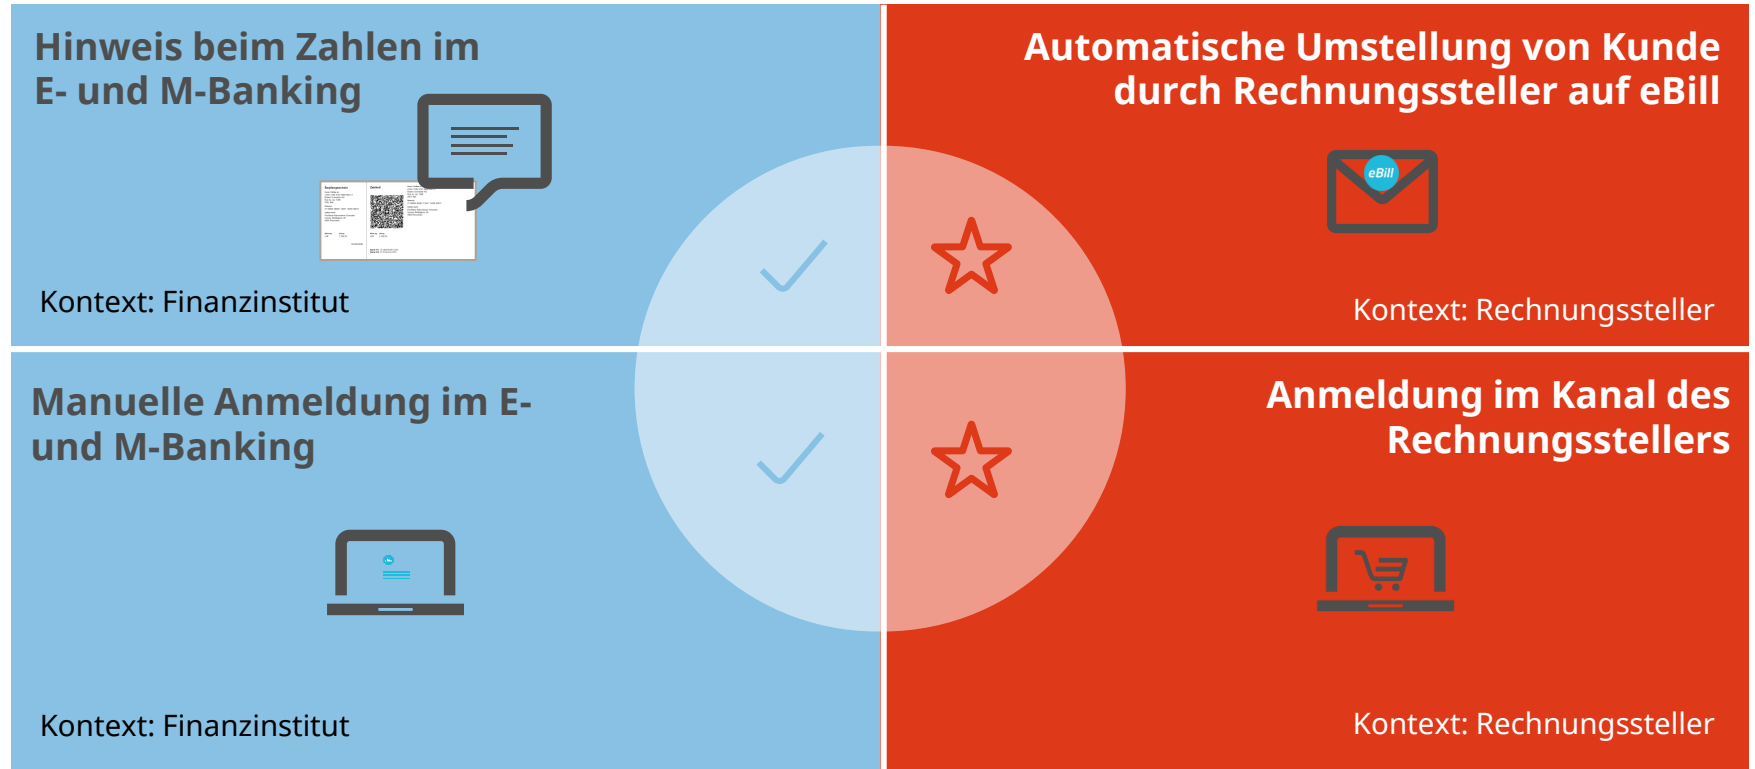 Hinweis beim Zahlen im
E- und M-Banking
Kontext: Finanzinstitut
Automatische Umstellung von Kunde
durch Rechnungssteller auf eBill
eBill
Kontext: Rechnungssteller
Manuelle Anmeldung im E-
und M-Banking
Kontext: Finanzinstitut
Anmeldung im Kanal des
Rechnungsstellers
Kontext: Rechnungssteller